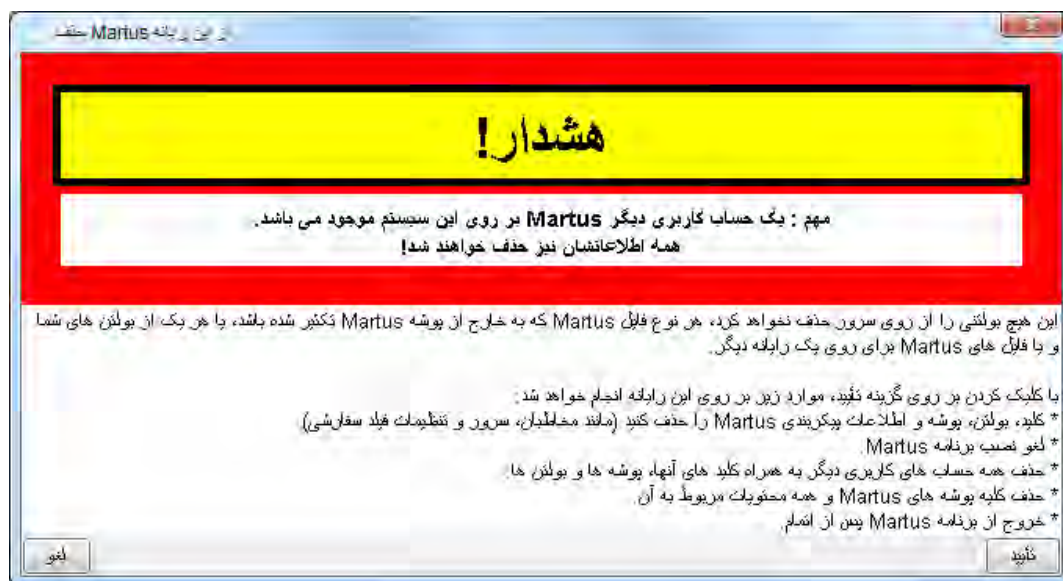 از این رایانه Martus حذف
هشدار!
مهم : یک حساب کاربری دیگر Martus بر روی این سیستم موجود می باشد.
همه اطلاعاتشان نیز حذف خواهند شد!
این هیچ بولتنی را از روی سرور حذف نخواهد کرد، هر نوع فایل Martus که به خارج از پوشه Martus تکثیر شده باشد، یا هر یک از بولتن های شما
و یا فایل های Martus برای روی یک رایانه دیگر.
با کلیک کردن بر روی گزینه تأیید، موارد زیر بر روی این رایانه انجام خواهد شد:
* کلید، بولتن، پوشه و اطلاعات پیکربندی Martus را حذف کنید (مانند مخاطبان، سرور و تنظیمات فیلد سفارشی).
* لغو نصب برنامه Martus.
* حذف همه حساب های کاربری دیگر به همراه کلید های آنها، پوشه ها و بولتن ها.
* حذف کلیه پوشه های Martus و همه محتویات مربوط به آن.
* خروج از برنامه Martus پس از اتمام.
تأیید
لغو